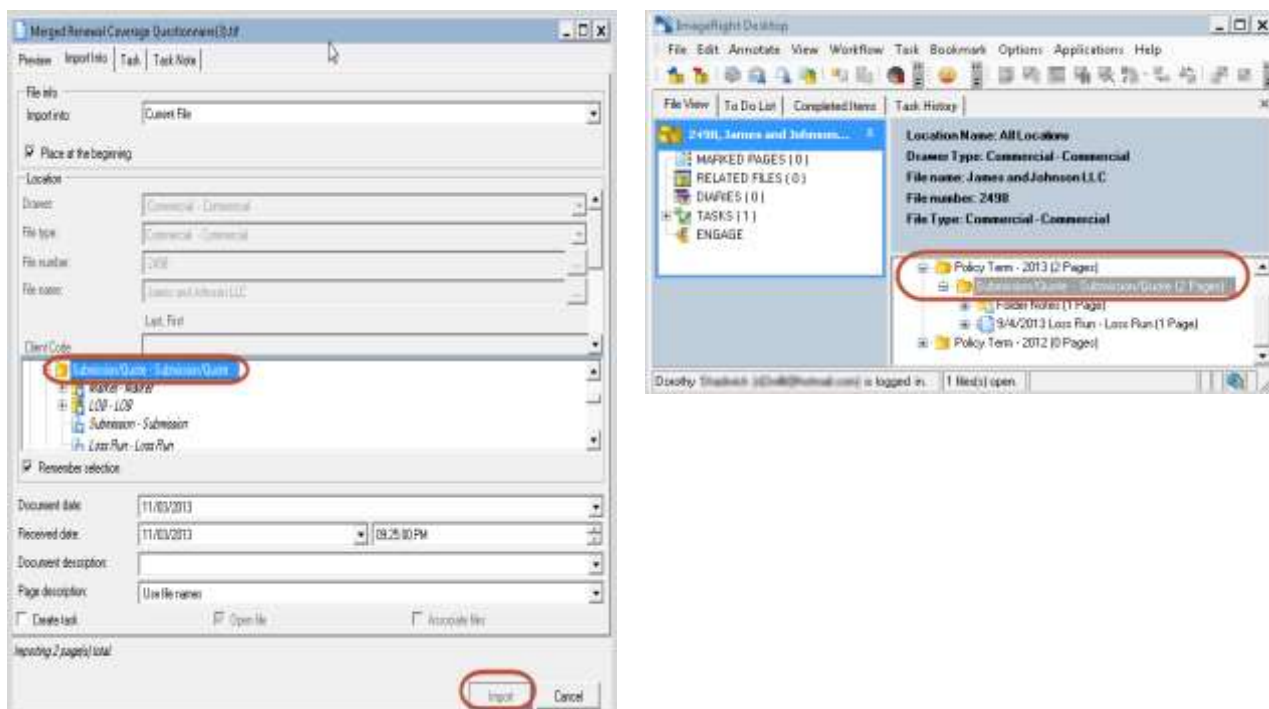 Merged Renewal Coverage Questionnaire(3).tif
Preview Import Into Task Task Note
File info
Import into: Current File
Place at the beginning
Location
Drawer: Commercial - Commercial
File type: Commercial - Commercial
File number: 2498
File name: James and Johnson LLC
Last, First
Client Code
Submission/Quote - Submission/Quote
Market - Market
LOB - LOB
Submission - Submission
Loss Run - Loss Run
Remember selection
Document date: 11/03/2013
Received date: 11/03/2013 09:25:00 PM
Document description:
Page description: Use file names
Create task Open file Associate files
Importing 2 page(s) total.
Import Cancel
ImageRight Desktop
File Edit Annotate View Workflow Task Bookmark Options Applications Help
File View To Do List Completed Items Task History
2498, James and Johnson...
MARKED PAGES ( 0 )
RELATED FILES ( 0 )
DIARIES ( 0 )
TASKS ( 1 )
ENGAGE
Location Name: All Locations
Drawer Type: Commercial - Commercial
File name: James and Johnson LLC
File number: 2498
File Type: Commercial - Commercial
Policy Term - 2013 (2 Pages)
Submission/Quote - Submission/Quote (2 Pages)
Folder Notes (1 Page)
9/4/2013 Loss Run - Loss Run (1 Page)
Policy Term - 2012 (0 Pages)
Dorothy is logged in. 1 file(s) open.